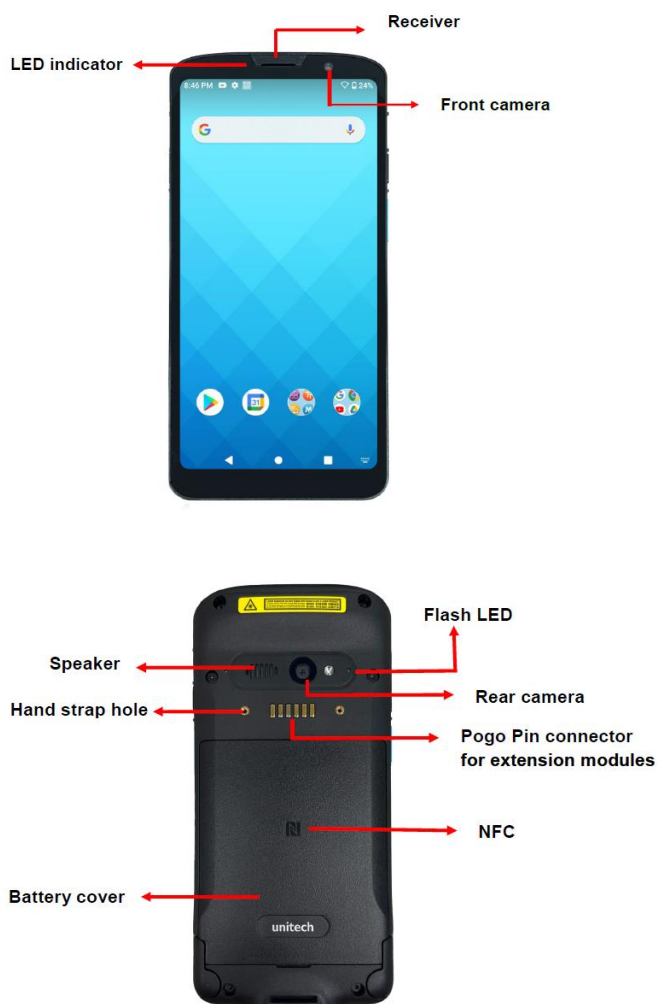 Receiver
LED indicator
8:46 PM
24%
Front camera
G
31
M
Flash LED
Speaker
Rear camera
Hand strap hole
Pogo Pin connector
for extension modules
NFC
Battery cover
unitech